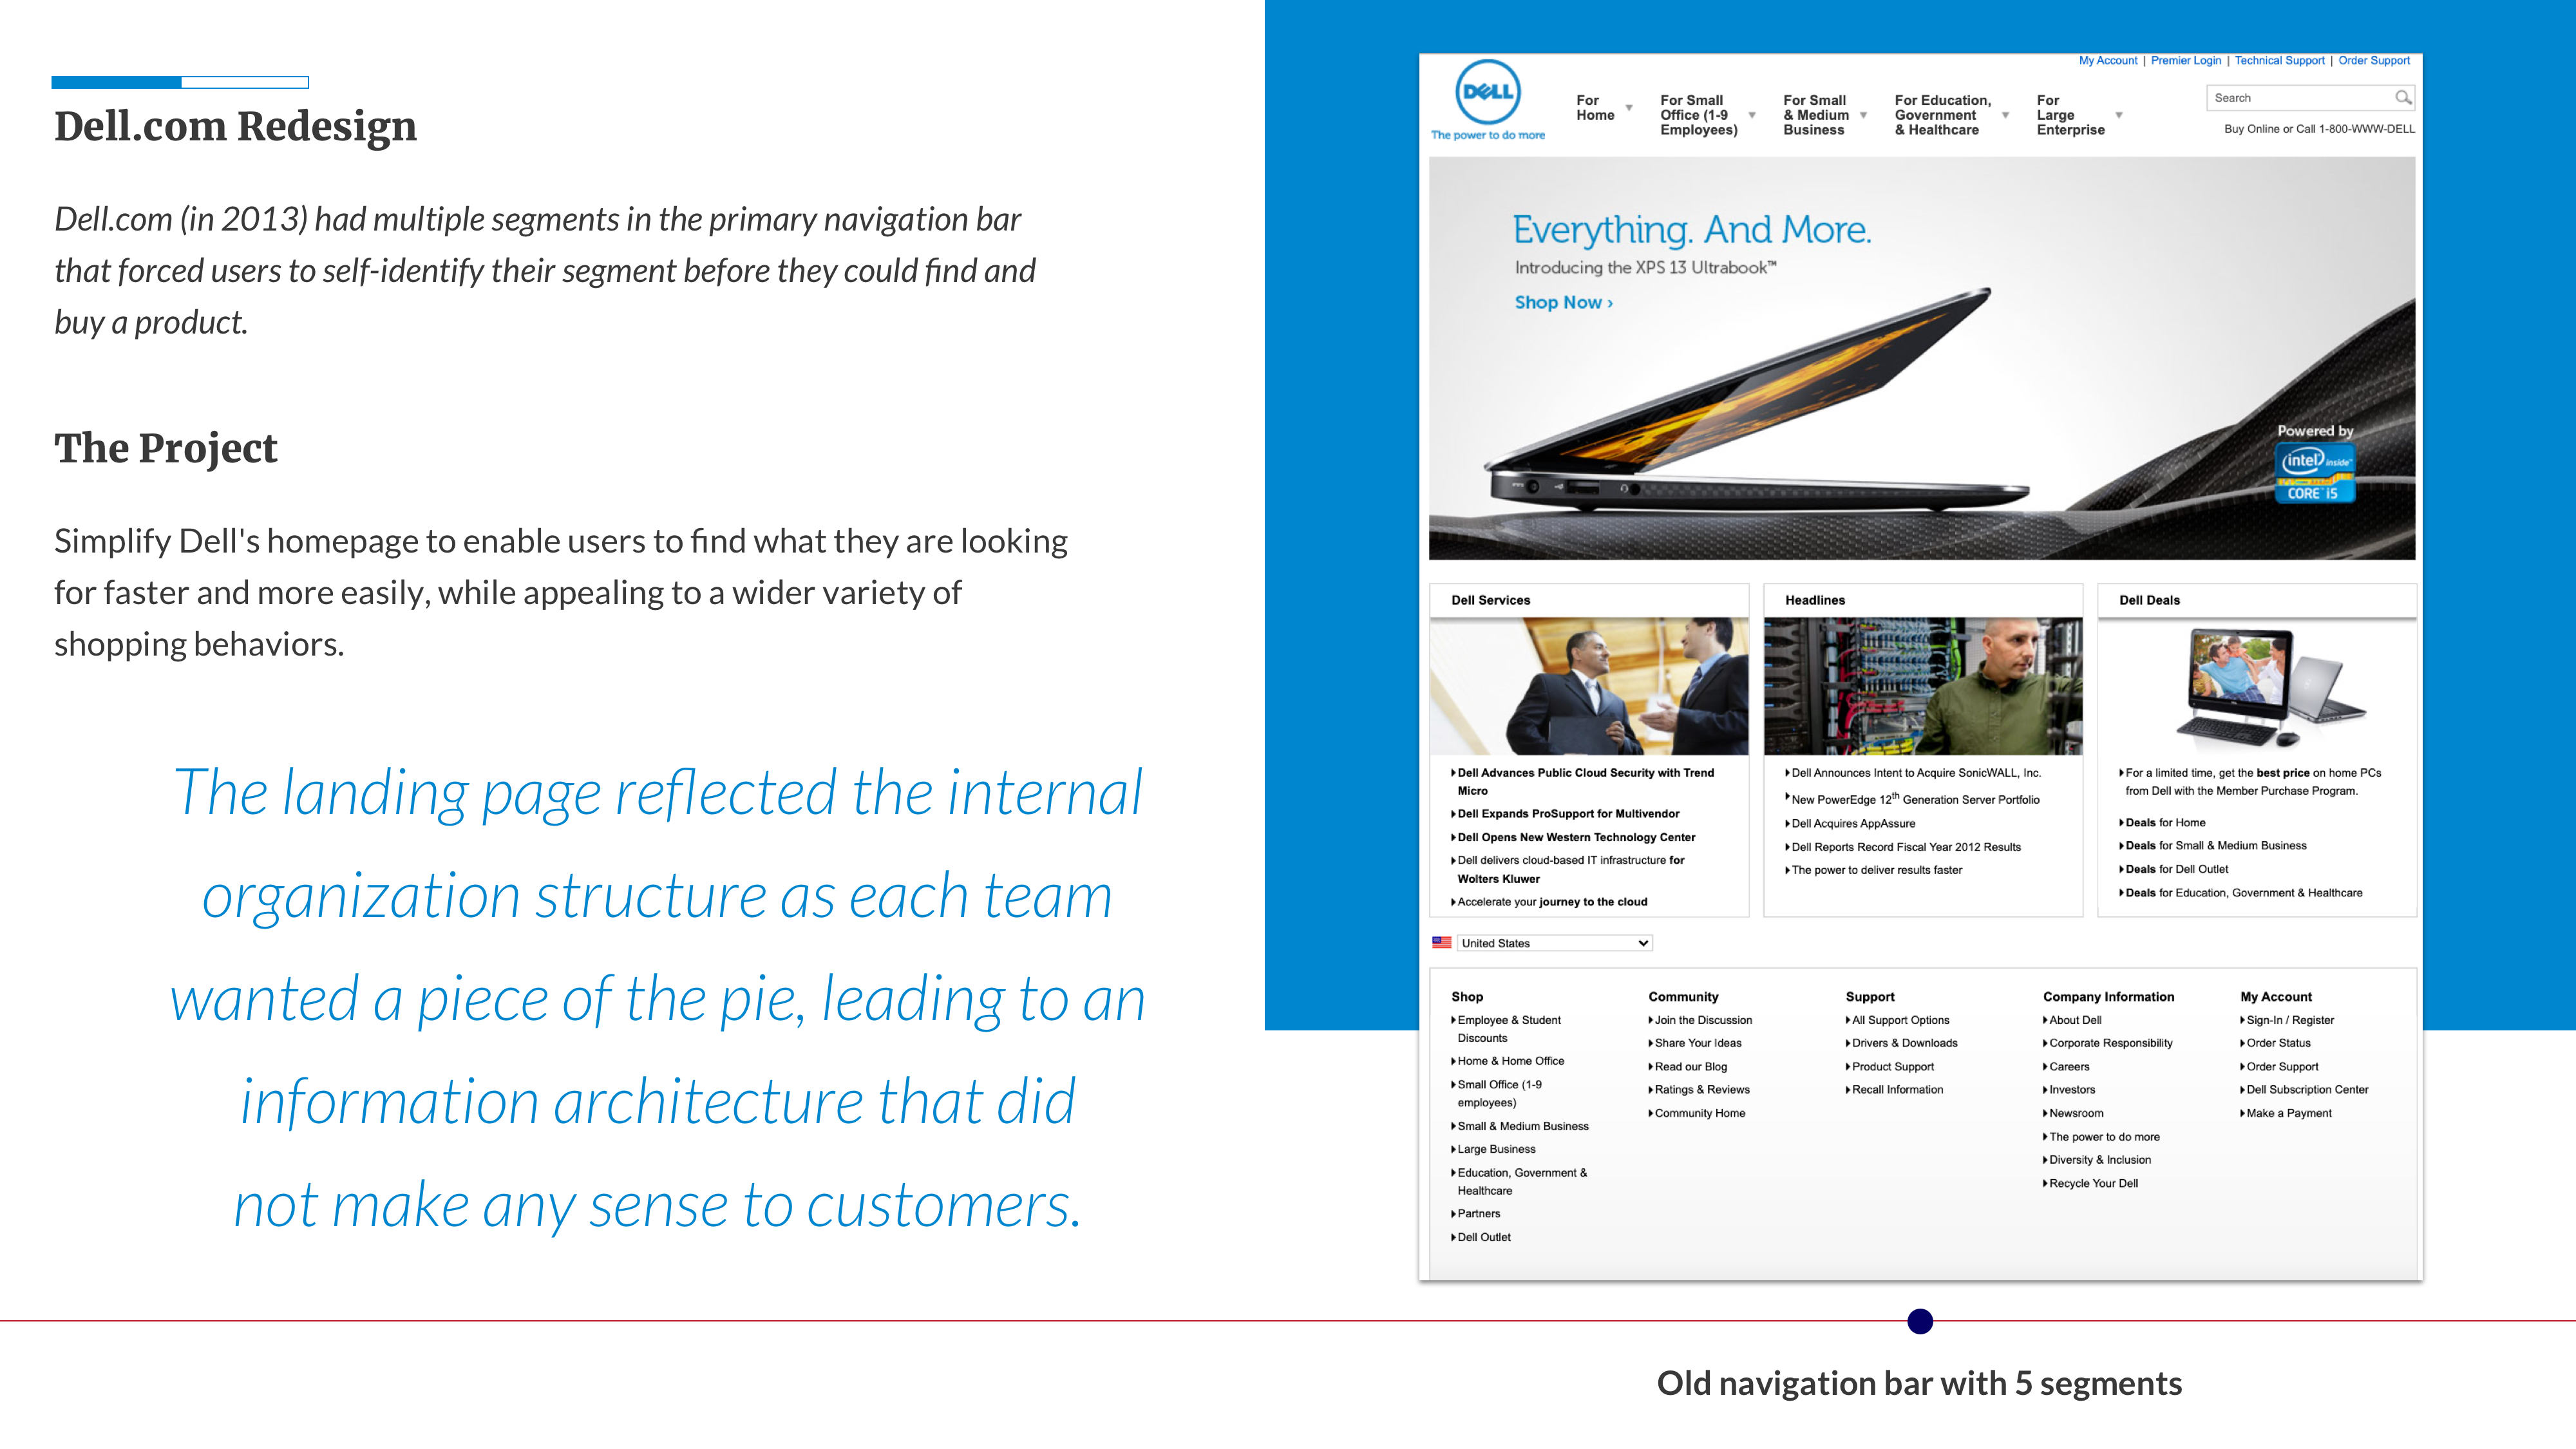 Dell.com Redesign
Dell.com (in 2013) had multiple segments in the primary navigation bar
that forced users to self-identify their segment before they could find and
buy a product.
The Project
Simplify Dell's homepage to enable users to find what they are looking
for faster and more easily, while appealing to a wider variety of
shopping behaviors.
The landing page reflected the internal
organization structure as each team
wanted a piece of the pie, leading to an
information architecture that did
not make any sense to customers.
My Account | Premier Login | Technical Support | Order Support
DELL
The power to do more
For
Home
For Small
Office (1-9
Employees)
For Small
& Medium
Business
For Education,
Government
& Healthcare
For
Large
Enterprise
Search
Buy Online or Call 1-800-WWW-DELL
Everything. And More.
Introducing the XPS 13 Ultrabook™
Shop Now ›
Powered by
intel inside™
CORE™ i5
Dell Services
Dell Advances Public Cloud Security with Trend
Micro
Dell Expands ProSupport for Multivendor
Dell Opens New Western Technology Center
Dell delivers cloud-based IT infrastructure for
Wolters Kluwer
Accelerate your journey to the cloud
Headlines
Dell Announces Intent to Acquire SonicWALL, Inc.
New PowerEdge 12th Generation Server Portfolio
Dell Acquires AppAssure
Dell Reports Record Fiscal Year 2012 Results
The power to deliver results faster
Dell Deals
For a limited time, get the best price on home PCs
from Dell with the Member Purchase Program.
Deals for Home
Deals for Small & Medium Business
Deals for Dell Outlet
Deals for Education, Government & Healthcare
United States
Shop
Employee & Student
Discounts
Home & Home Office
Small Office (1-9
employees)
Small & Medium Business
Large Business
Education, Government &
Healthcare
Partners
Dell Outlet
Community
Join the Discussion
Share Your Ideas
Read our Blog
Ratings & Reviews
Community Home
Support
All Support Options
Drivers & Downloads
Product Support
Recall Information
Company Information
About Dell
Corporate Responsibility
Careers
Investors
Newsroom
The power to do more
Diversity & Inclusion
Recycle Your Dell
My Account
Sign-In / Register
Order Status
Order Support
Dell Subscription Center
Make a Payment
Old navigation bar with 5 segments